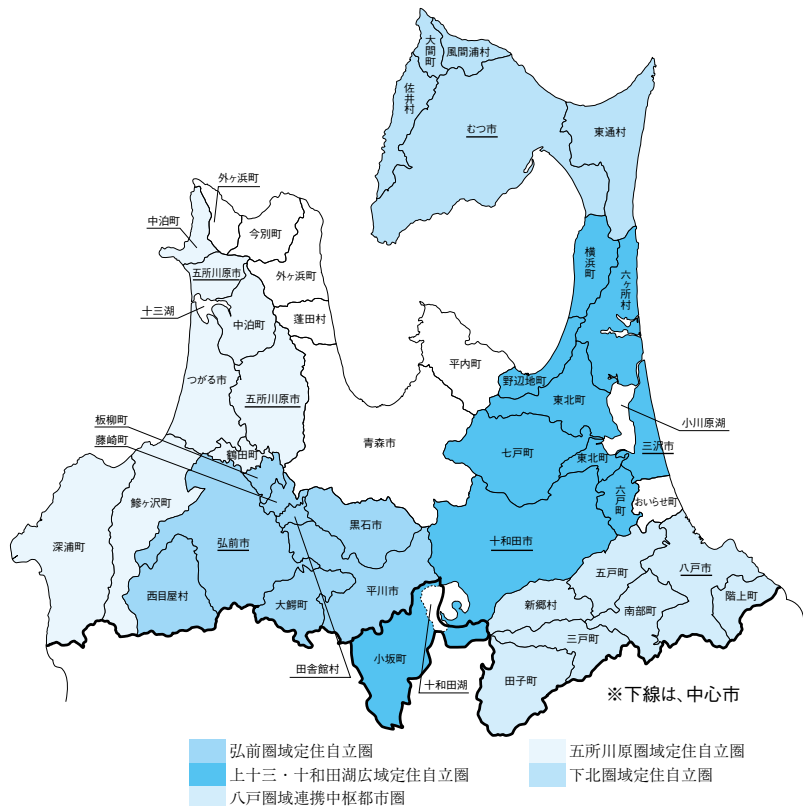 大間町
風間浦村
佐井村
むつ市
東通村
外ヶ浜町
中泊町
今別町
五所川原市
外ヶ浜町
横浜町
六ヶ所村
十三湖
中泊町
蓬田村
平内町
つがる市
五所川原市
野辺地町
東北町
小川原湖
板柳町
藤崎町
青森市
三沢市
鶴田町
七戸町
東北町
六戸町
おいらせ町
鰺ヶ沢町
黒石市
深浦町
弘前市
十和田市
五戸町
八戸市
西目屋村
大鰐町
平川市
新郷村
南部町
階上町
三戸町
小坂町
田舎館村
十和田湖
田子町
※下線は、中心市
弘前圏域定住自立圏
上十三・十和田湖広域定住自立圏
八戸圏域連携中枢都市圏
五所川原圏域定住自立圏
下北圏域定住自立圏